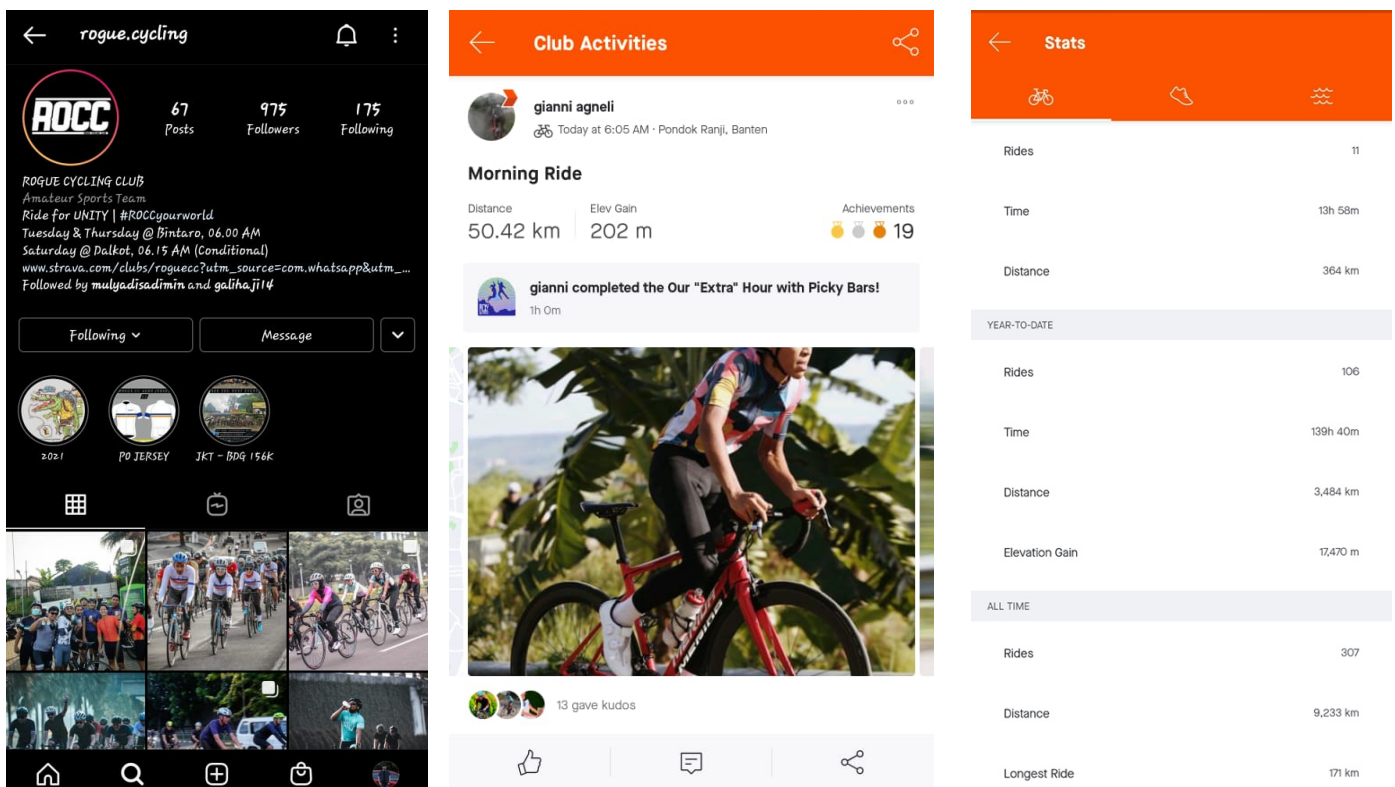 rogue.cycling
ROCC
67
975
175
Posts
Followers
Following
ROGUE CYCLING CLUB
Amateur Sports Team
Ride for UNITY | #ROCCyourworld
Tuesday & Thursday @ Bintaro, 06.00 AM
Saturday @ Dalkot, 06.15 AM (Conditional)
www.strava.com/clubs/roguecc?utm_source=com.whatsapp&utm_...
Followed by mulyadisadimin and galihaji14
Following
Message
2021
PO JERSEY
JKT - BDG 156K
Club Activities
gianni agneli
Today at 6:05 AM · Pondok Ranji, Banten
Morning Ride
Distance
Elev Gain
Achievements
50.42 km
202 m
19
gianni completed the Our "Extra" Hour with Picky Bars!
1h 0m
MERIDA
13 gave kudos
Stats
Rides 11
Time 13h 58m
Distance 364 km
YEAR-TO-DATE
Rides 106
Time 139h 40m
Distance 3,484 km
Elevation Gain 17,470 m
ALL TIME
Rides 307
Distance 9,233 km
Longest Ride 171 km